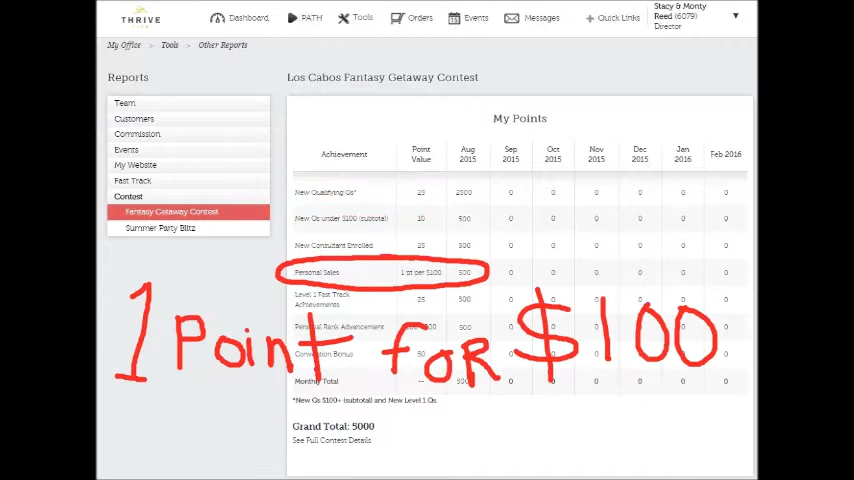 THRIVE
Dashboard PATH Tools Orders Events Messages + Quick Links Stacy & Monty Reed (6079) Director
My Office > Tools > Other Reports
Reports
Team
Customers
Commission
Events
My Website
Fast Track
Contest
Fantasy Getaway Contest
Summer Party Blitz
Los Cabos Fantasy Getaway Contest
My Points
Achievement Point Value Aug 2015 Sep 2015 Oct 2015 Nov 2015 Dec 2015 Jan 2016 Feb 2016
New Qualifying Qs* 25 2500 0 0 0 0 0 0
New Qs under $100 (subtotal) 10 500 0 0 0 0 0 0
New Consultant Enrolled 25 500 0 0 0 0 0 0
Personal Sales 1 pt per $100 500 0 0 0 0 0 0
Level 1 Fast Track Achievements 25 500 0 0 0 0 0 0
Personal Rank Advancement 500 0 0
Convention Bonus 50 0 0 0
Monthly Total -- 0 0 0 0 0 0
*New Qs $100+ (subtotal) and New Level 1 Qs.
Grand Total: 5000
See Full Contest Details
1 Point foR $100